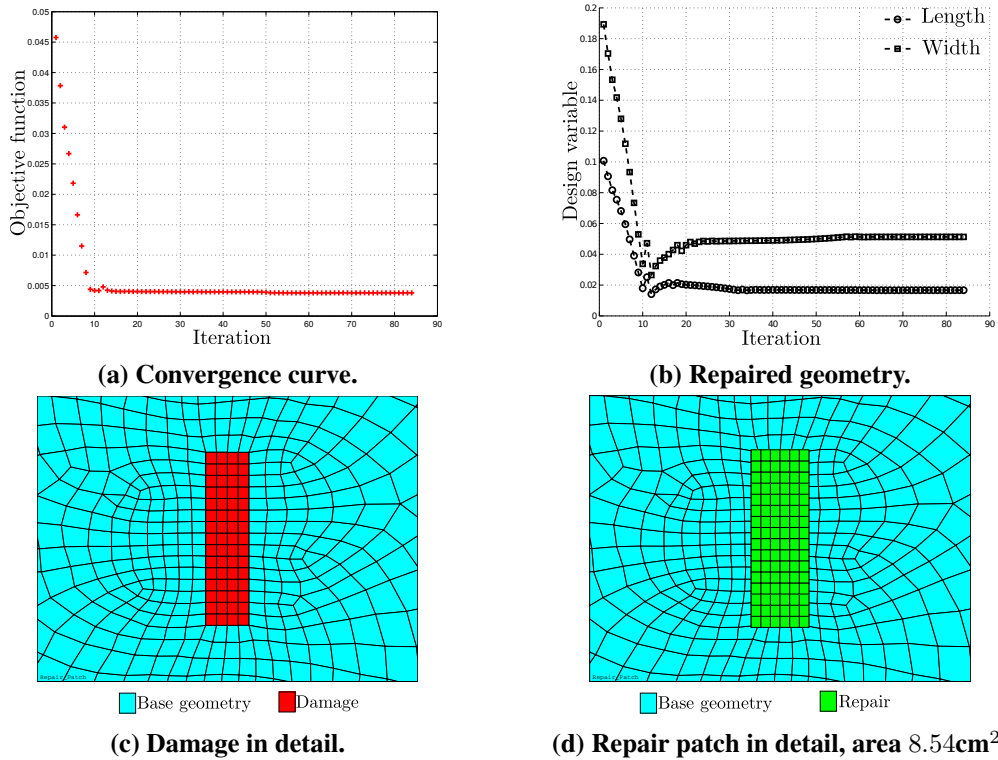 0.05
0.045
0.04
0.035
0.03
0.025
0.02
0.015
0.01
0.005
0
Objective function
0 10 20 30 40 50 60 70 80 90
Iteration
(a) Convergence curve.
0.2
0.18
0.16
0.14
0.12
0.1
0.08
0.06
0.04
0.02
0
Design variable
Length
Width
0 10 20 30 40 50 60 70 80 90
Iteration
(b) Repaired geometry.
Repair_Patch
Base geometry Damage
(c) Damage in detail.
Repair_Patch
Base geometry Repair
(d) Repair patch in detail, area 8.54cm²